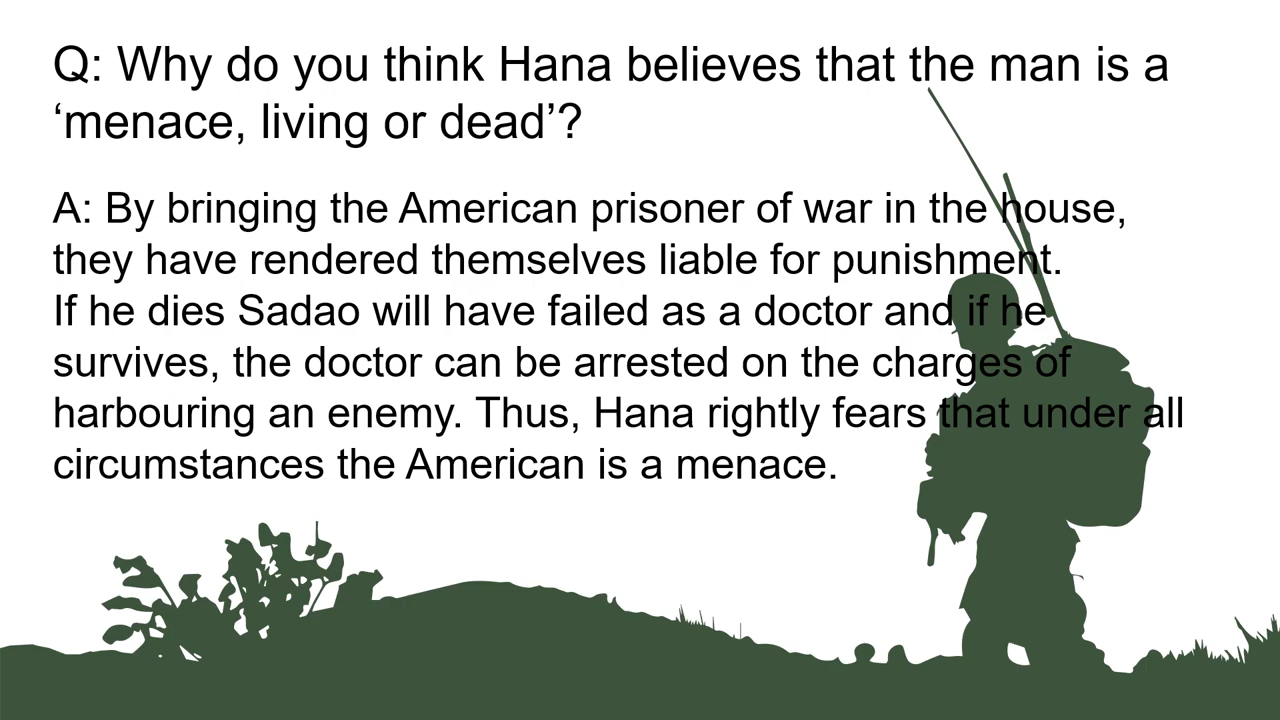 Q: Why do you think Hana believes that the man is a
‘menace, living or dead’?
A: By bringing the American prisoner of war in the house,
they have rendered themselves liable for punishment.
If he dies Sadao will have failed as a doctor and if he
survives, the doctor can be arrested on the charges of
harbouring an enemy. Thus, Hana rightly fears that under all
circumstances the American is a menace.